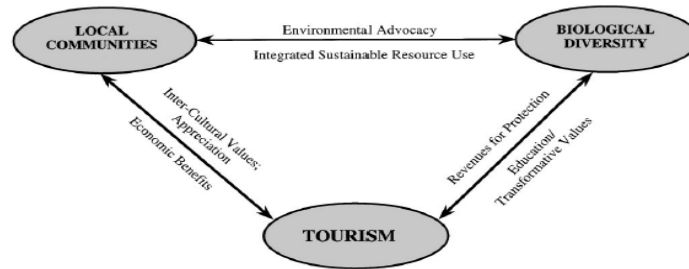 LOCAL
COMMUNITIES
Environmental Advocacy
Integrated Sustainable Resource Use
BIOLOGICAL
DIVERSITY
Inter-Cultural Values;
Appreciation
Economic Benefits
Revenues for Protection
Education/
Transformative Values
TOURISM